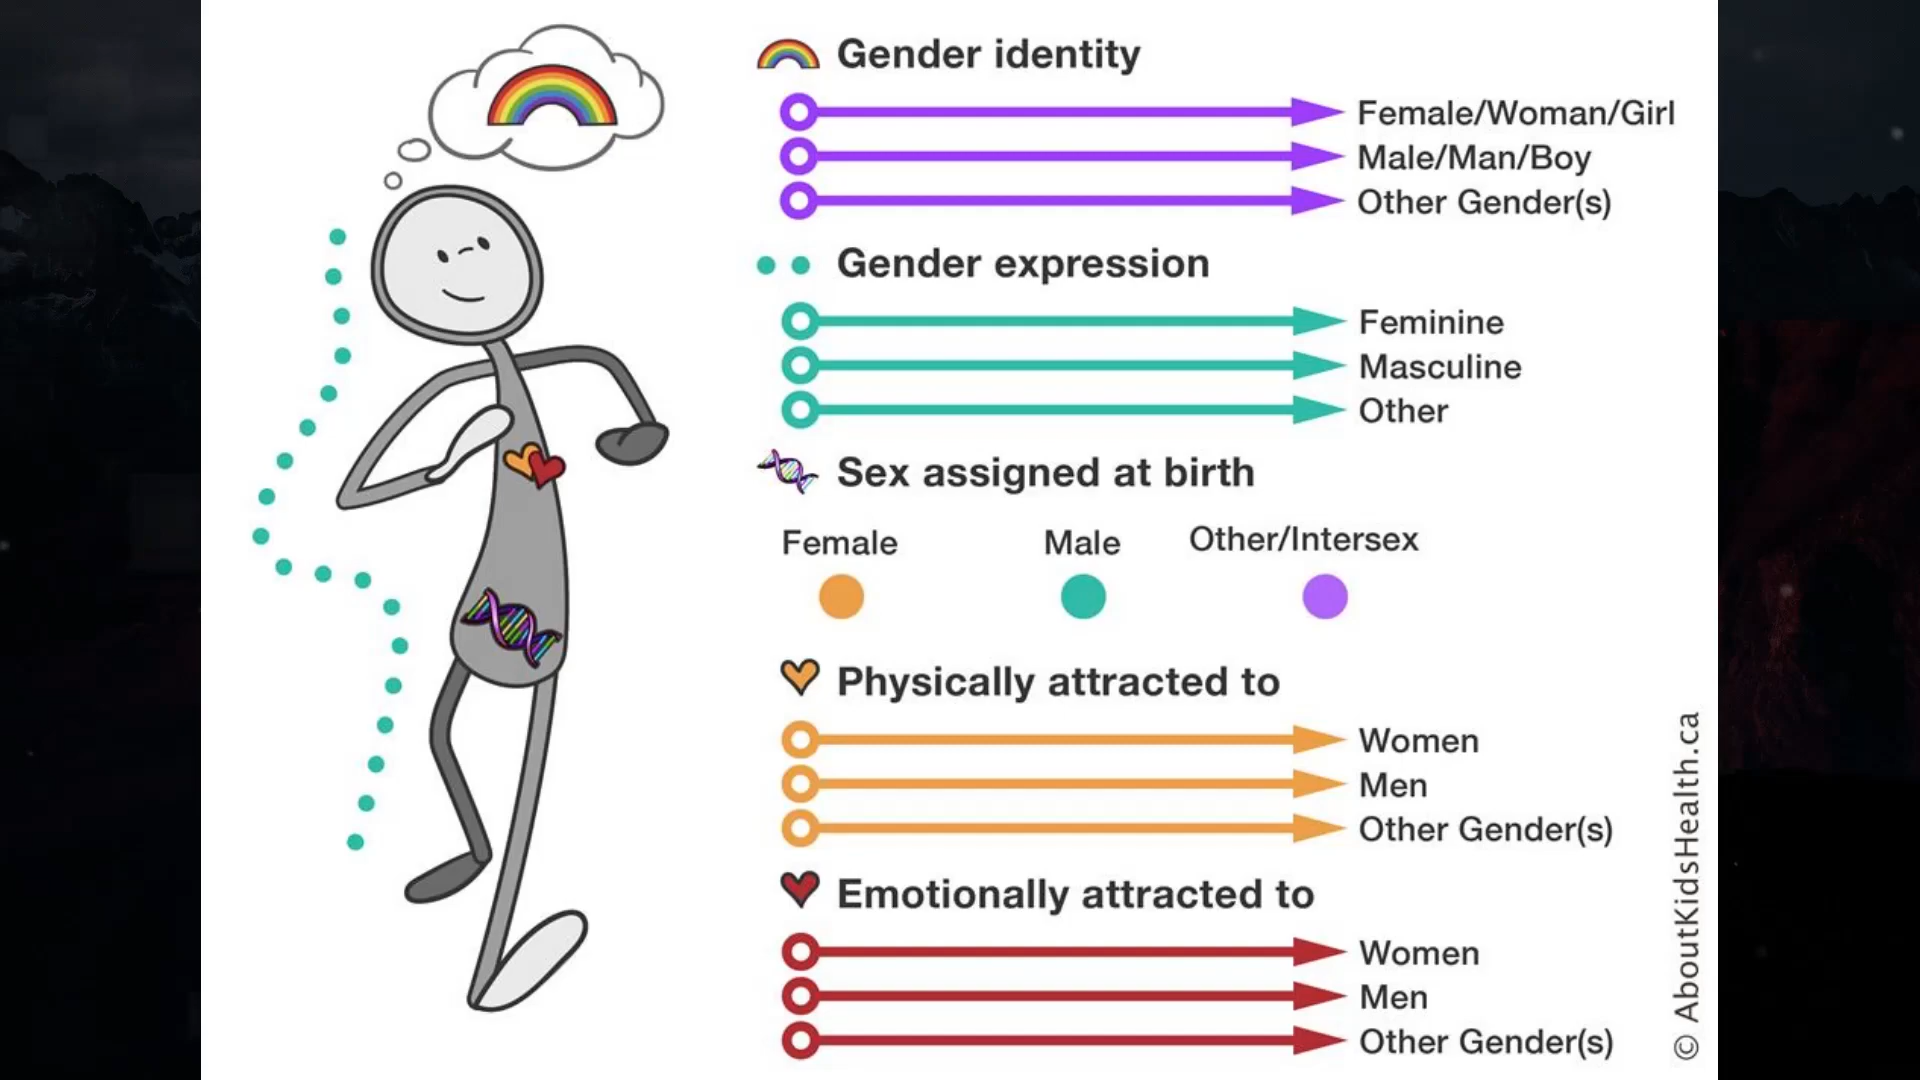 Gender identity
Female/Woman/Girl
Male/Man/Boy
Other Gender(s)
Gender expression
Feminine
Masculine
Other
Sex assigned at birth
Female Male Other/Intersex
Physically attracted to
Women
Men
Other Gender(s)
Emotionally attracted to
Women
Men
Other Gender(s)
© AboutKidsHealth.ca